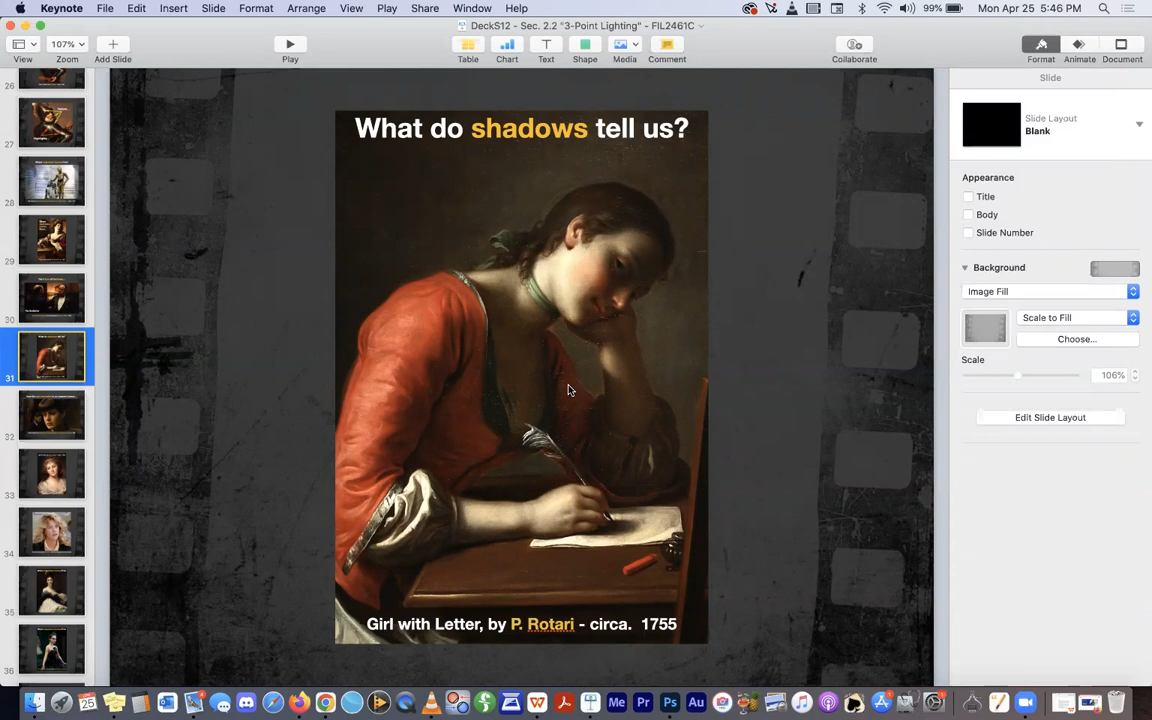 Keynote File Edit Insert Slide Format Arrange View Play Share Window Help 99% Mon Apr 25 5:46 PM
DeckS12 - Sec. 2.2 "3-Point Lighting" - FIL2461C
107%
View Zoom Add Slide Play Table Chart Text Shape Media Comment Collaborate Format Animate Document
Slide
Slide Layout
Blank
Appearance
Title
Body
Slide Number
Background
Image Fill
Scale to Fill
Choose...
Scale
106%
Edit Slide Layout
26
27
28
29
30
31
32
33
34
35
36
What do shadows tell us?
Girl with Letter, by P. Rotari - circa. 1755